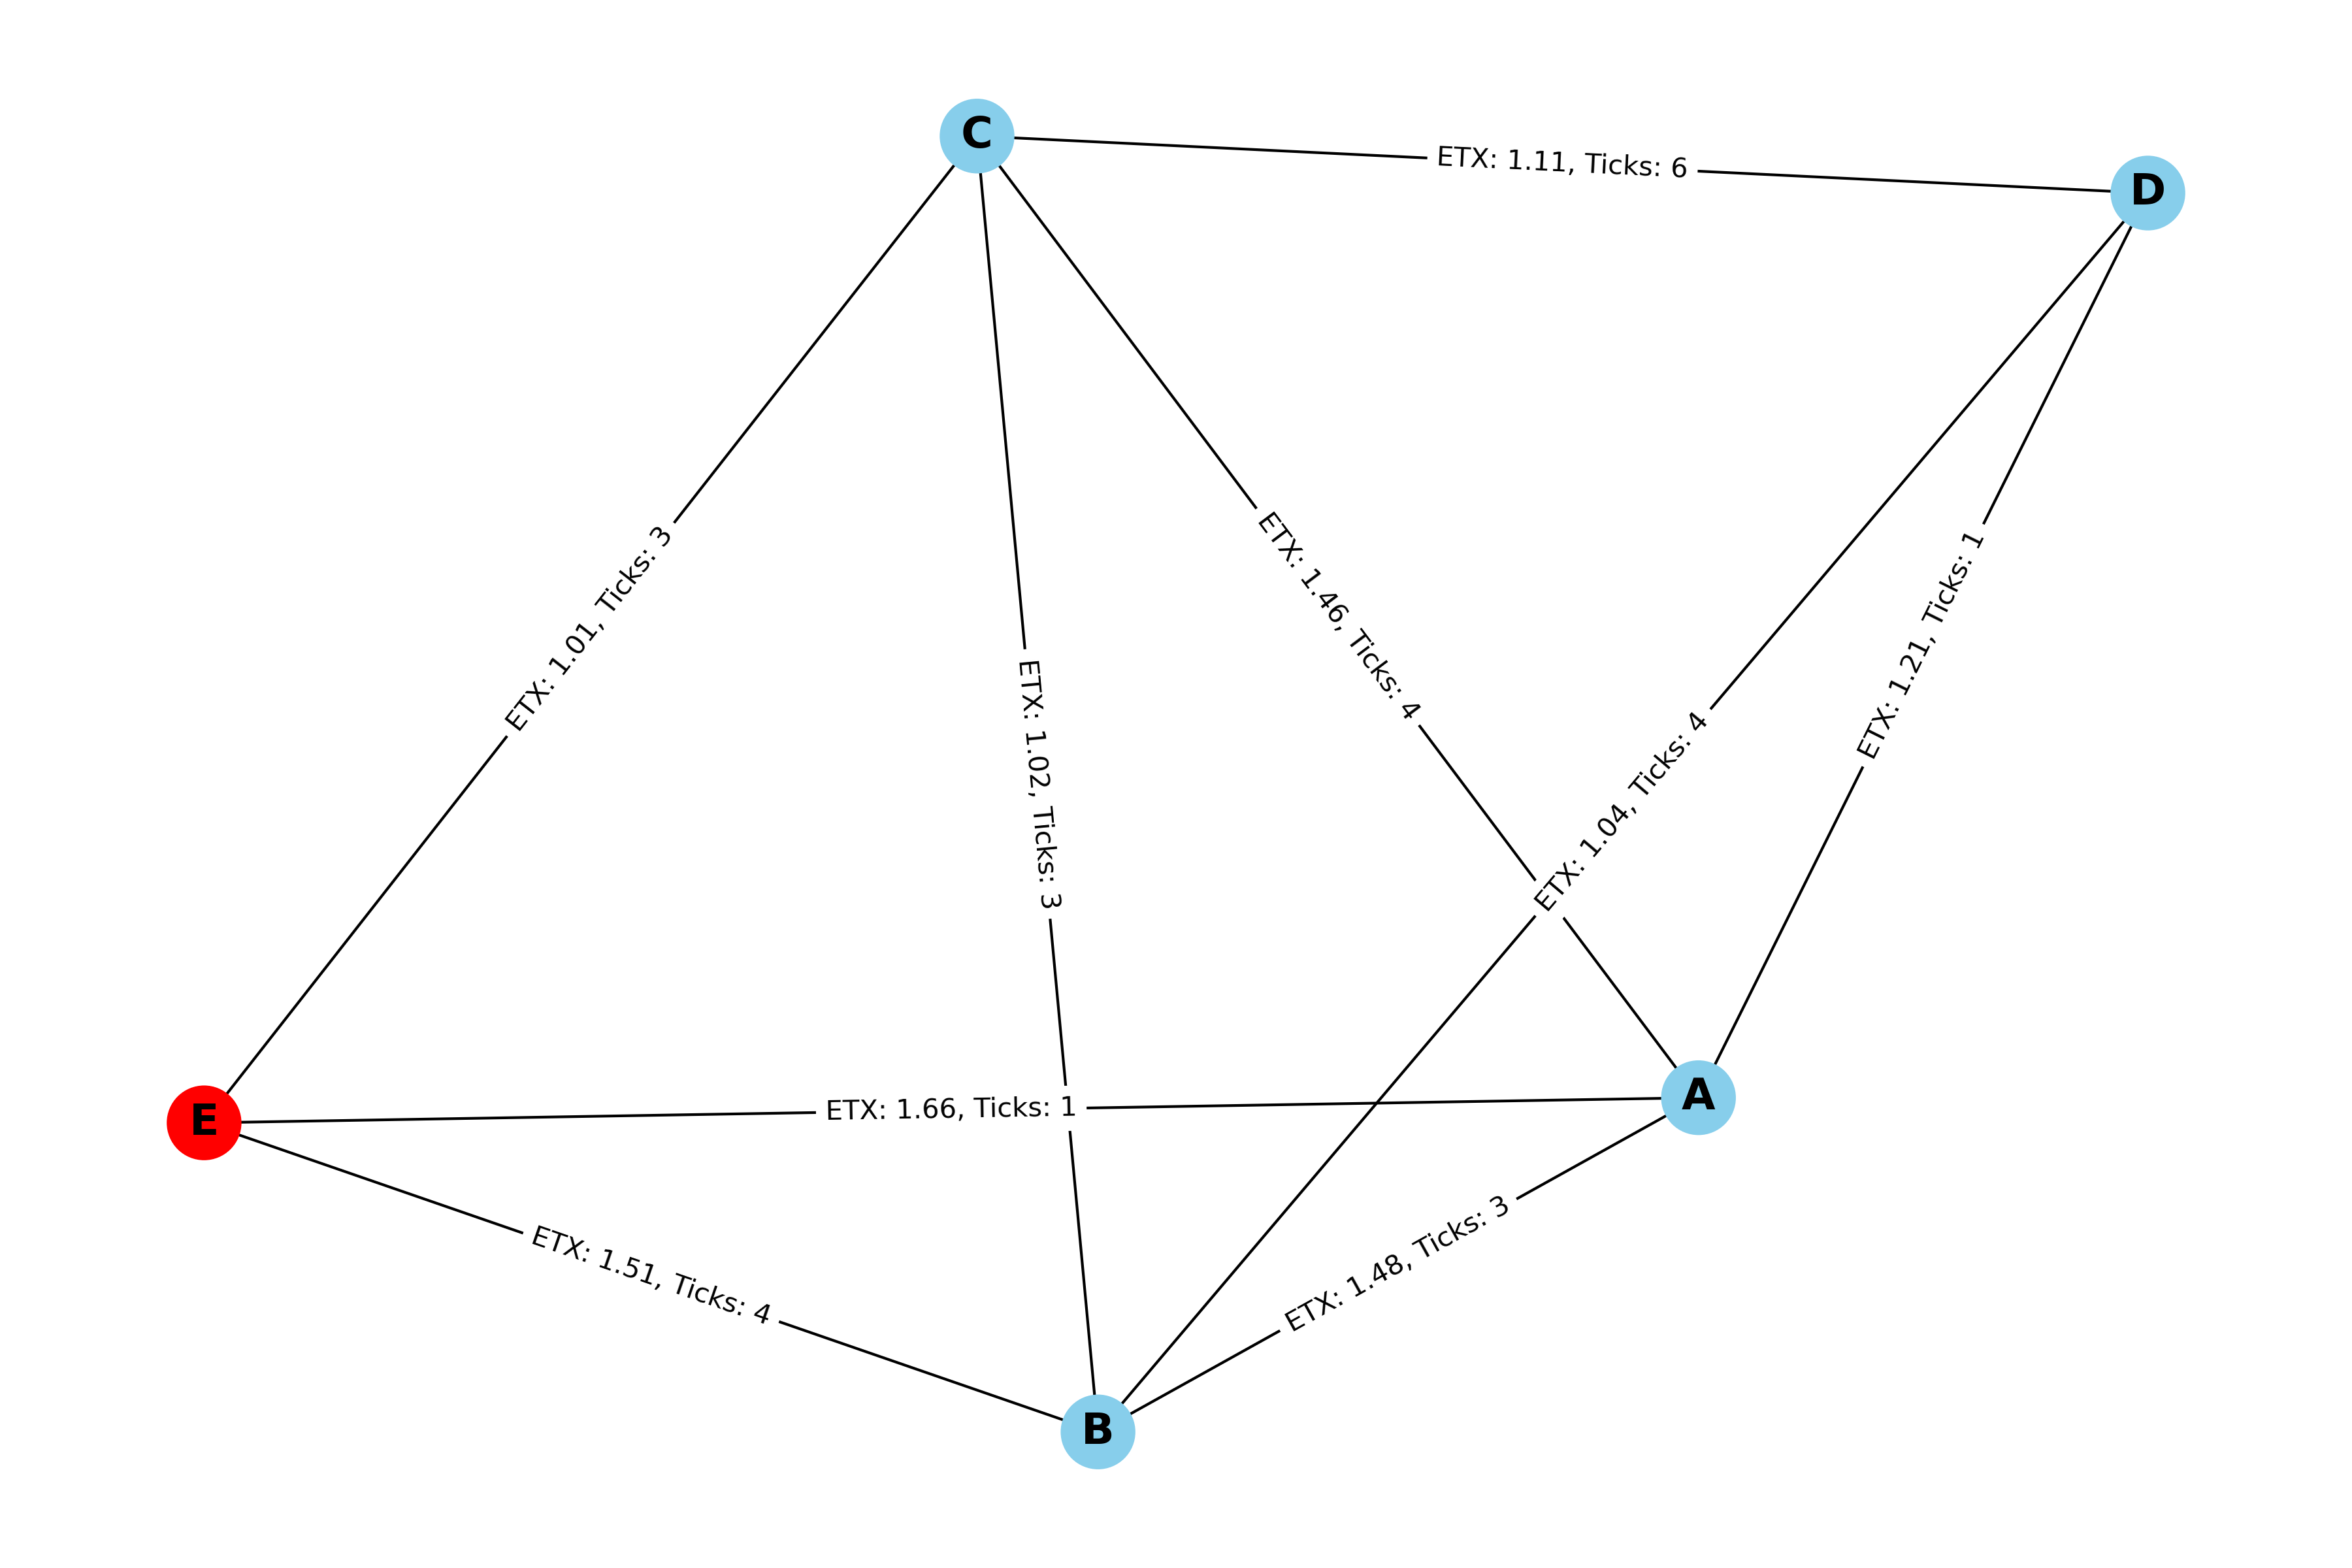 C
ETX: 1.11, Ticks: 6
D
ETX: 1.01, Ticks: 3
ETX: 1.46, Ticks: 4
ETX: 1.21, Ticks: 1
ETX: 1.02, Ticks: 3
ETX: 1.04, Ticks: 4
E
ETX: 1.66, Ticks: 1
A
ETX: 1.51, Ticks: 4
ETX: 1.48, Ticks: 3
B